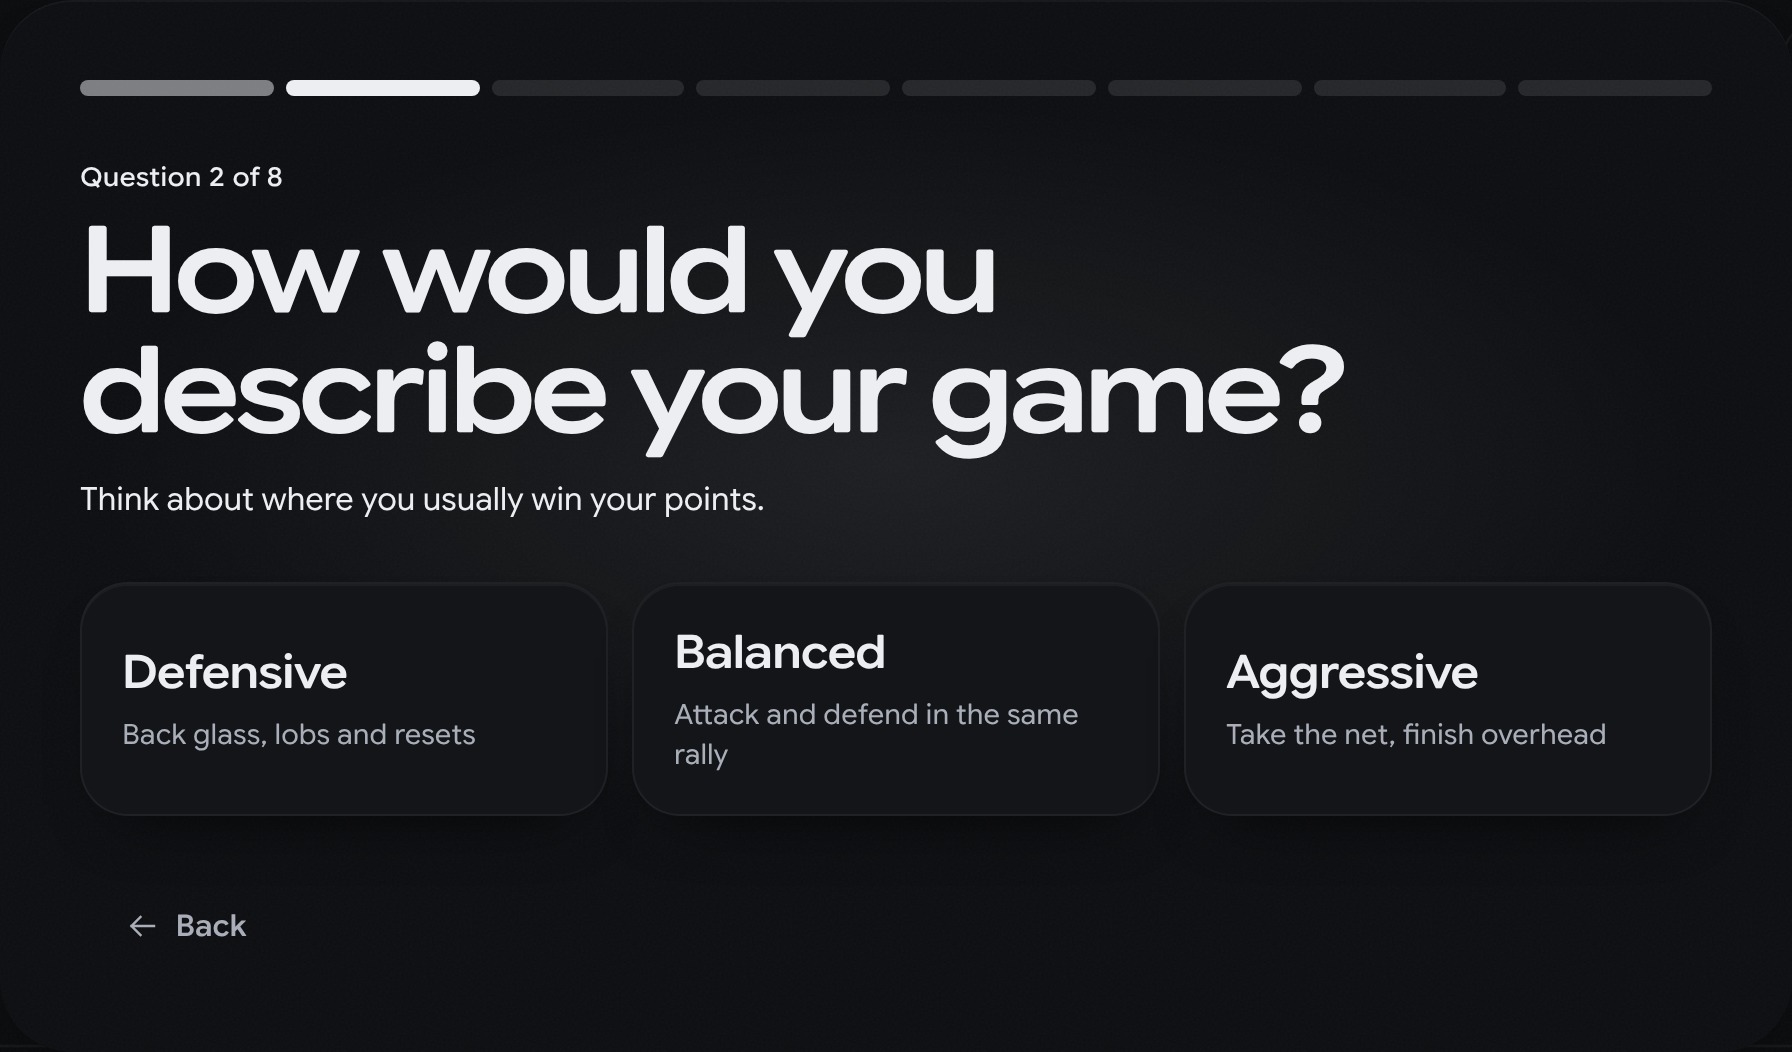 Question 2 of 8
How would you
describe your game?
Think about where you usually win your points.
Defensive
Back glass, lobs and resets
Balanced
Attack and defend in the same
rally
Aggressive
Take the net, finish overhead
Back